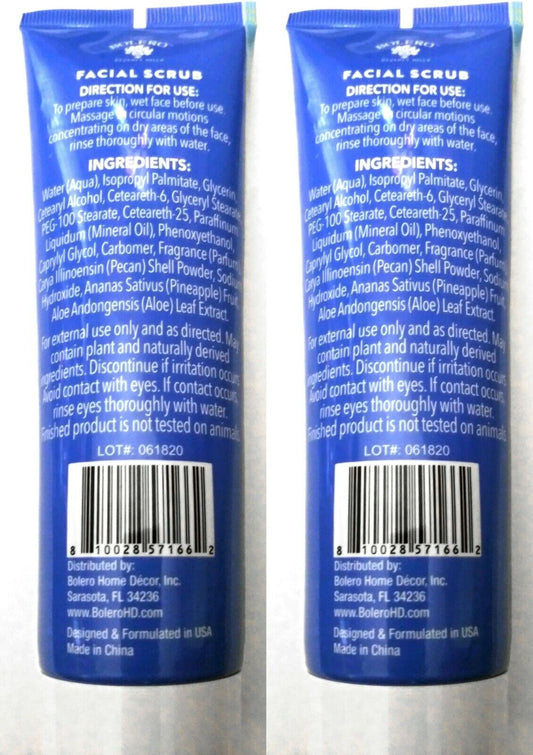 BOLERO
BEVERLY HILLS
FACIAL SCRUB
DIRECTION FOR USE:
To prepare skin, wet face before use.
Massage in circular motions
concentrating on dry areas of the face,
rinse thoroughly with water.
INGREDIENTS:
Water (Aqua), Isopropyl Palmitate, Glycerin,
Cetearyl Alcohol, Ceteareth-6, Glyceryl Stearate,
PEG-100 Stearate, Ceteareth-25, Paraffinum
Liquidum (Mineral Oil), Phenoxyethanol,
Caprylyl Glycol, Carbomer, Fragrance (Parfum),
Carya Illinoensin (Pecan) Shell Powder, Sodium
Hydroxide, Ananas Sativus (Pineapple) Fruit,
Aloe Andongensis (Aloe) Leaf Extract.
For external use only and as directed. May
contain plant and naturally derived
ingredients. Discontinue if irritation occurs.
Avoid contact with eyes. If contact occurs,
rinse eyes thoroughly with water.
Finished product is not tested on animals.
LOT#: 061820
8 10028 57166 2
Distributed by:
Bolero Home Décor, Inc.
Sarasota, FL 34236
www.BoleroHD.com
Designed & Formulated in USA
Made in China
BOLERO
BEVERLY HILLS
FACIAL SCRUB
DIRECTION FOR USE:
To prepare skin, wet face before use.
Massage in circular motions
concentrating on dry areas of the face,
rinse thoroughly with water.
INGREDIENTS:
Water (Aqua), Isopropyl Palmitate, Glycerin,
Cetearyl Alcohol, Ceteareth-6, Glyceryl Stearate,
PEG-100 Stearate, Ceteareth-25, Paraffinum
Liquidum (Mineral Oil), Phenoxyethanol,
Caprylyl Glycol, Carbomer, Fragrance (Parfum),
Carya Illinoensin (Pecan) Shell Powder, Sodium
Hydroxide, Ananas Sativus (Pineapple) Fruit,
Aloe Andongensis (Aloe) Leaf Extract.
For external use only and as directed. May
contain plant and naturally derived
ingredients. Discontinue if irritation occurs.
Avoid contact with eyes. If contact occurs,
rinse eyes thoroughly with water.
Finished product is not tested on animals.
LOT#: 061820
8 10028 57166 2
Distributed by:
Bolero Home Décor, Inc.
Sarasota, FL 34236
www.BoleroHD.com
Designed & Formulated in USA
Made in China